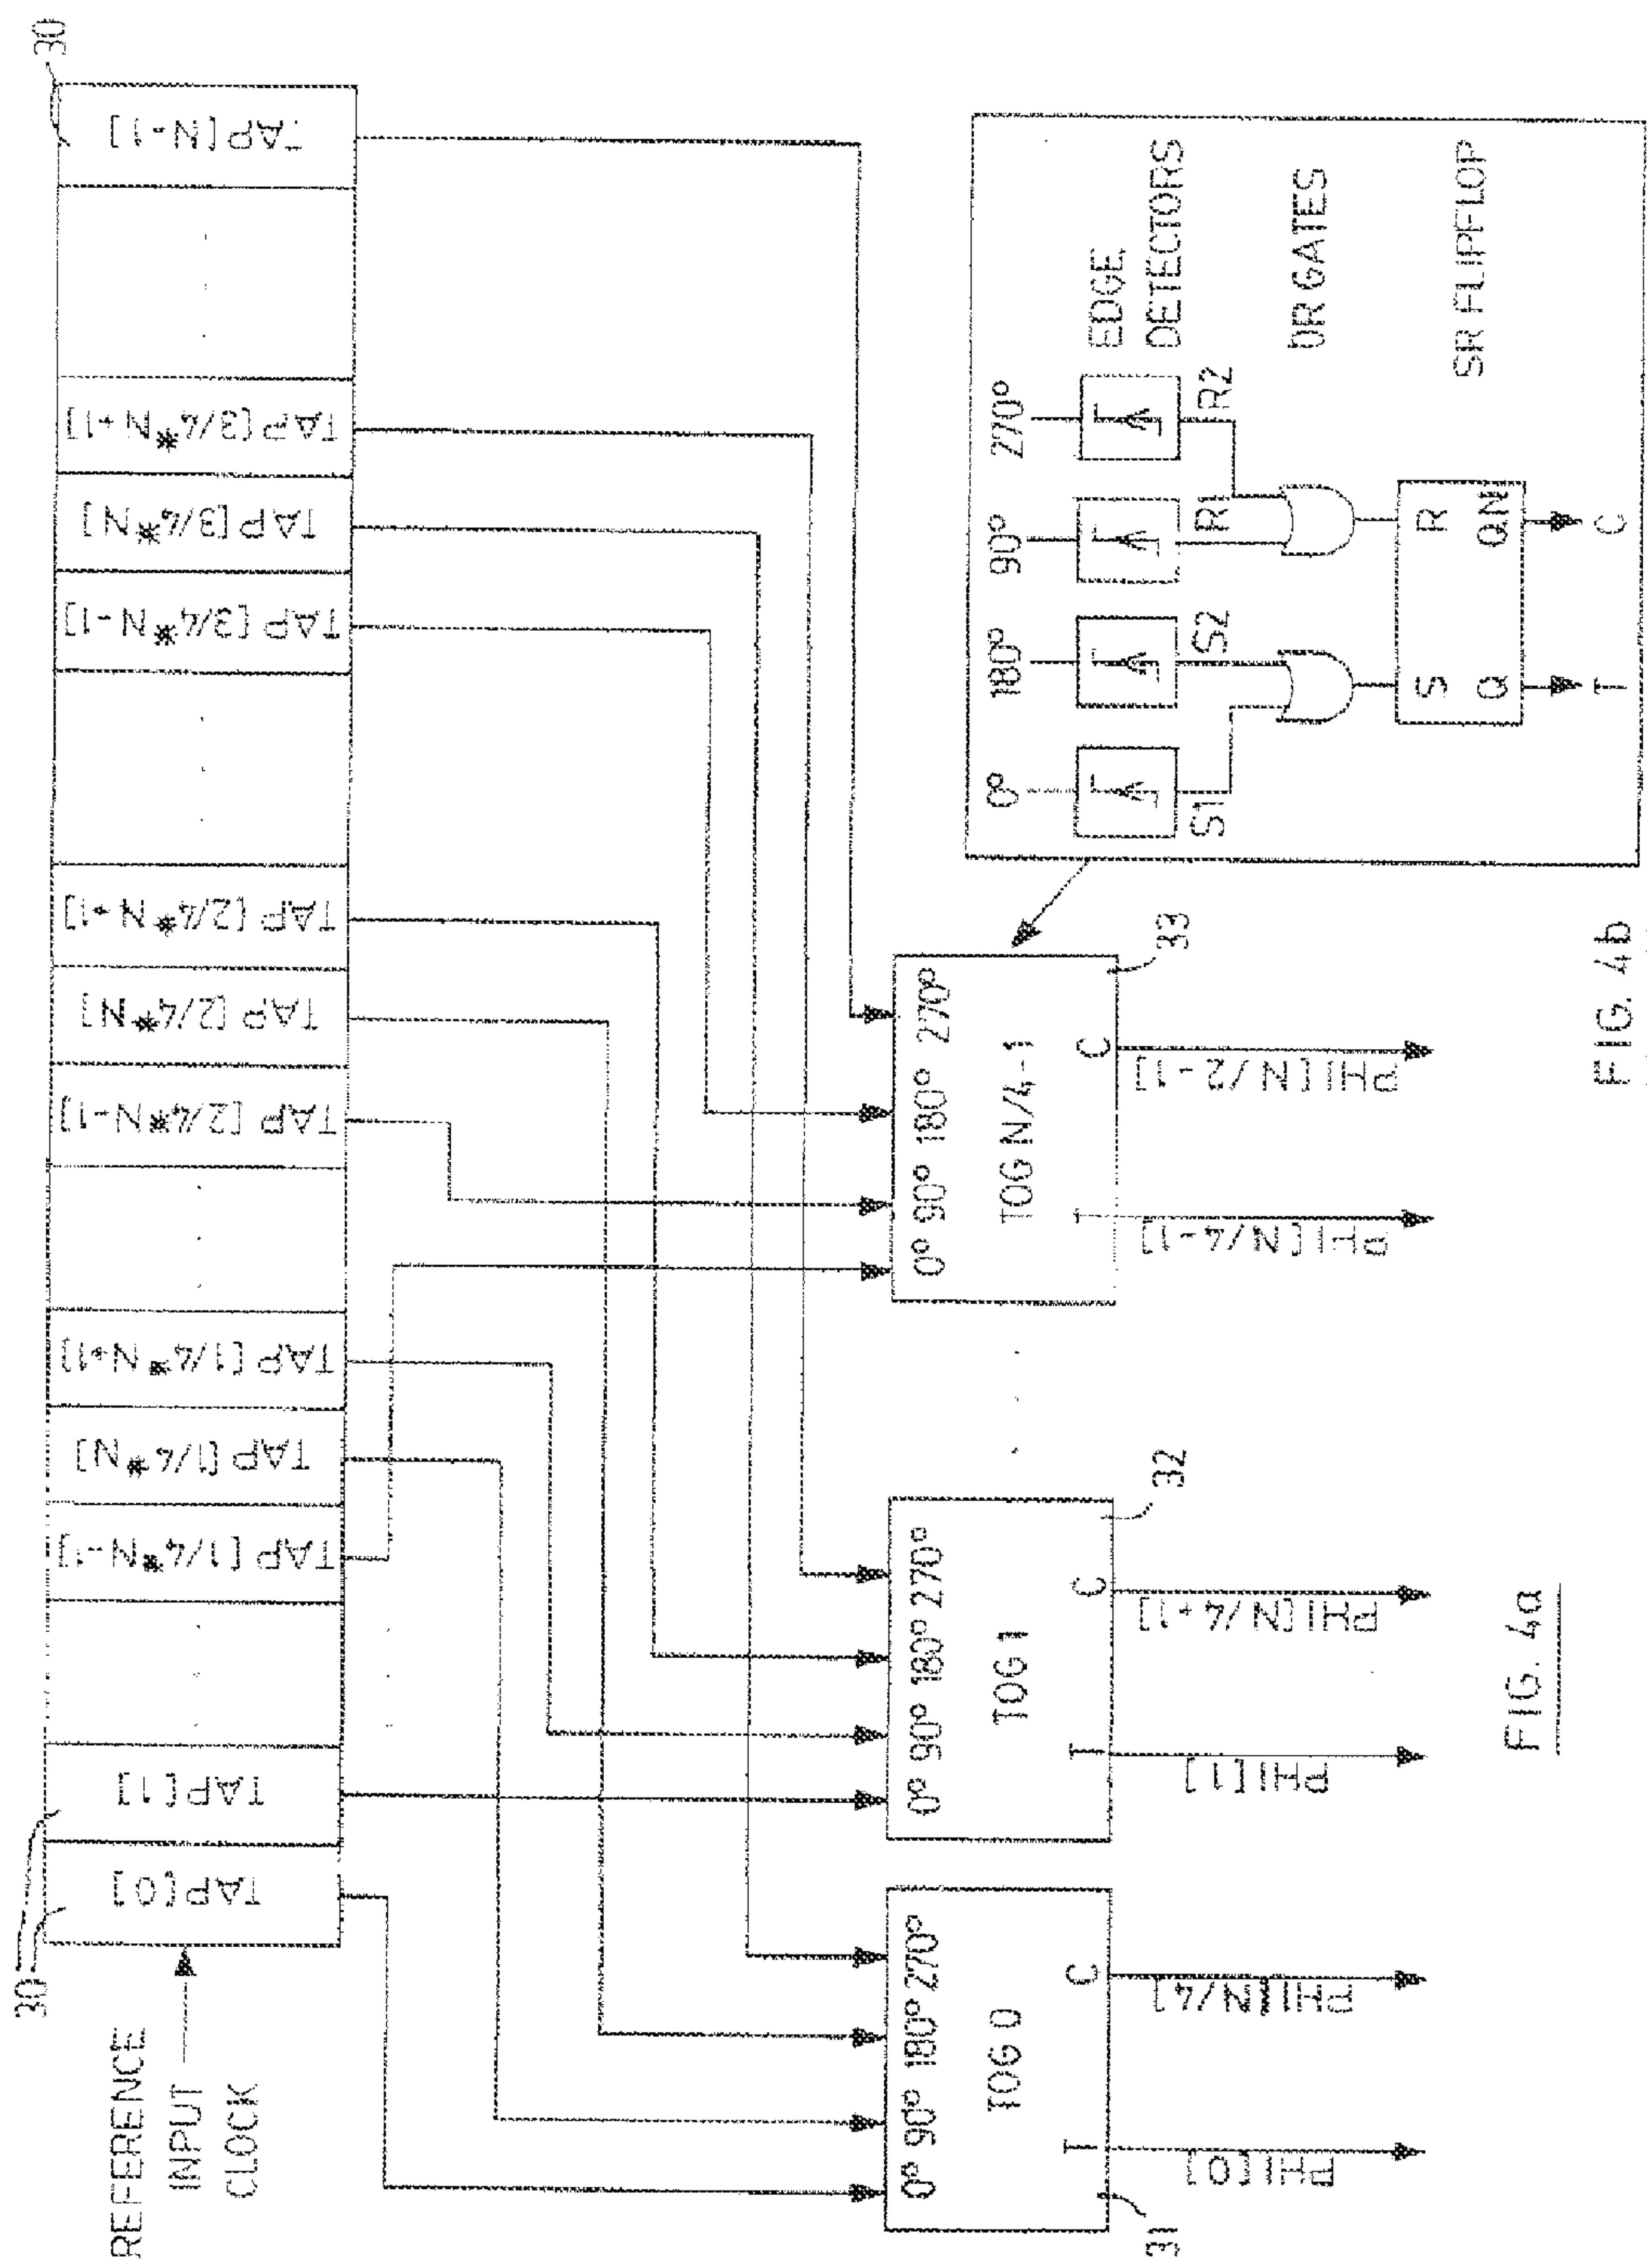 30
REFERENCE
INPUT
CLOCK
TAP[0]
TAP[1]
TAP[1/4*N-1]
TAP[1/4*N]
TAP[1/4*N+1]
TAP[2/4*N-1]
TAP[2/4*N]
TAP[2/4*N+1]
TAP[3/4*N-1]
TAP[3/4*N]
TAP[3/4*N+1]
TAP[N-1]
30
0° 90° 180° 270°
TOG 0
T C
31
PHI[0]
PHI[N/4]
0° 90° 180° 270°
TOG 1
T C
32
PHI[1]
PHI[N/4+1]
0° 90° 180° 270°
TOG N/4-1
T C
33
PHI[N/4-1]
PHI[N/2-1]
FIG. 4a
0° 180° 90° 270°
EDGE
DETECTORS
S1 S2 R1 R2
OR GATES
S R
Q QN
SR FLIPFLOP
T C
FIG. 4b